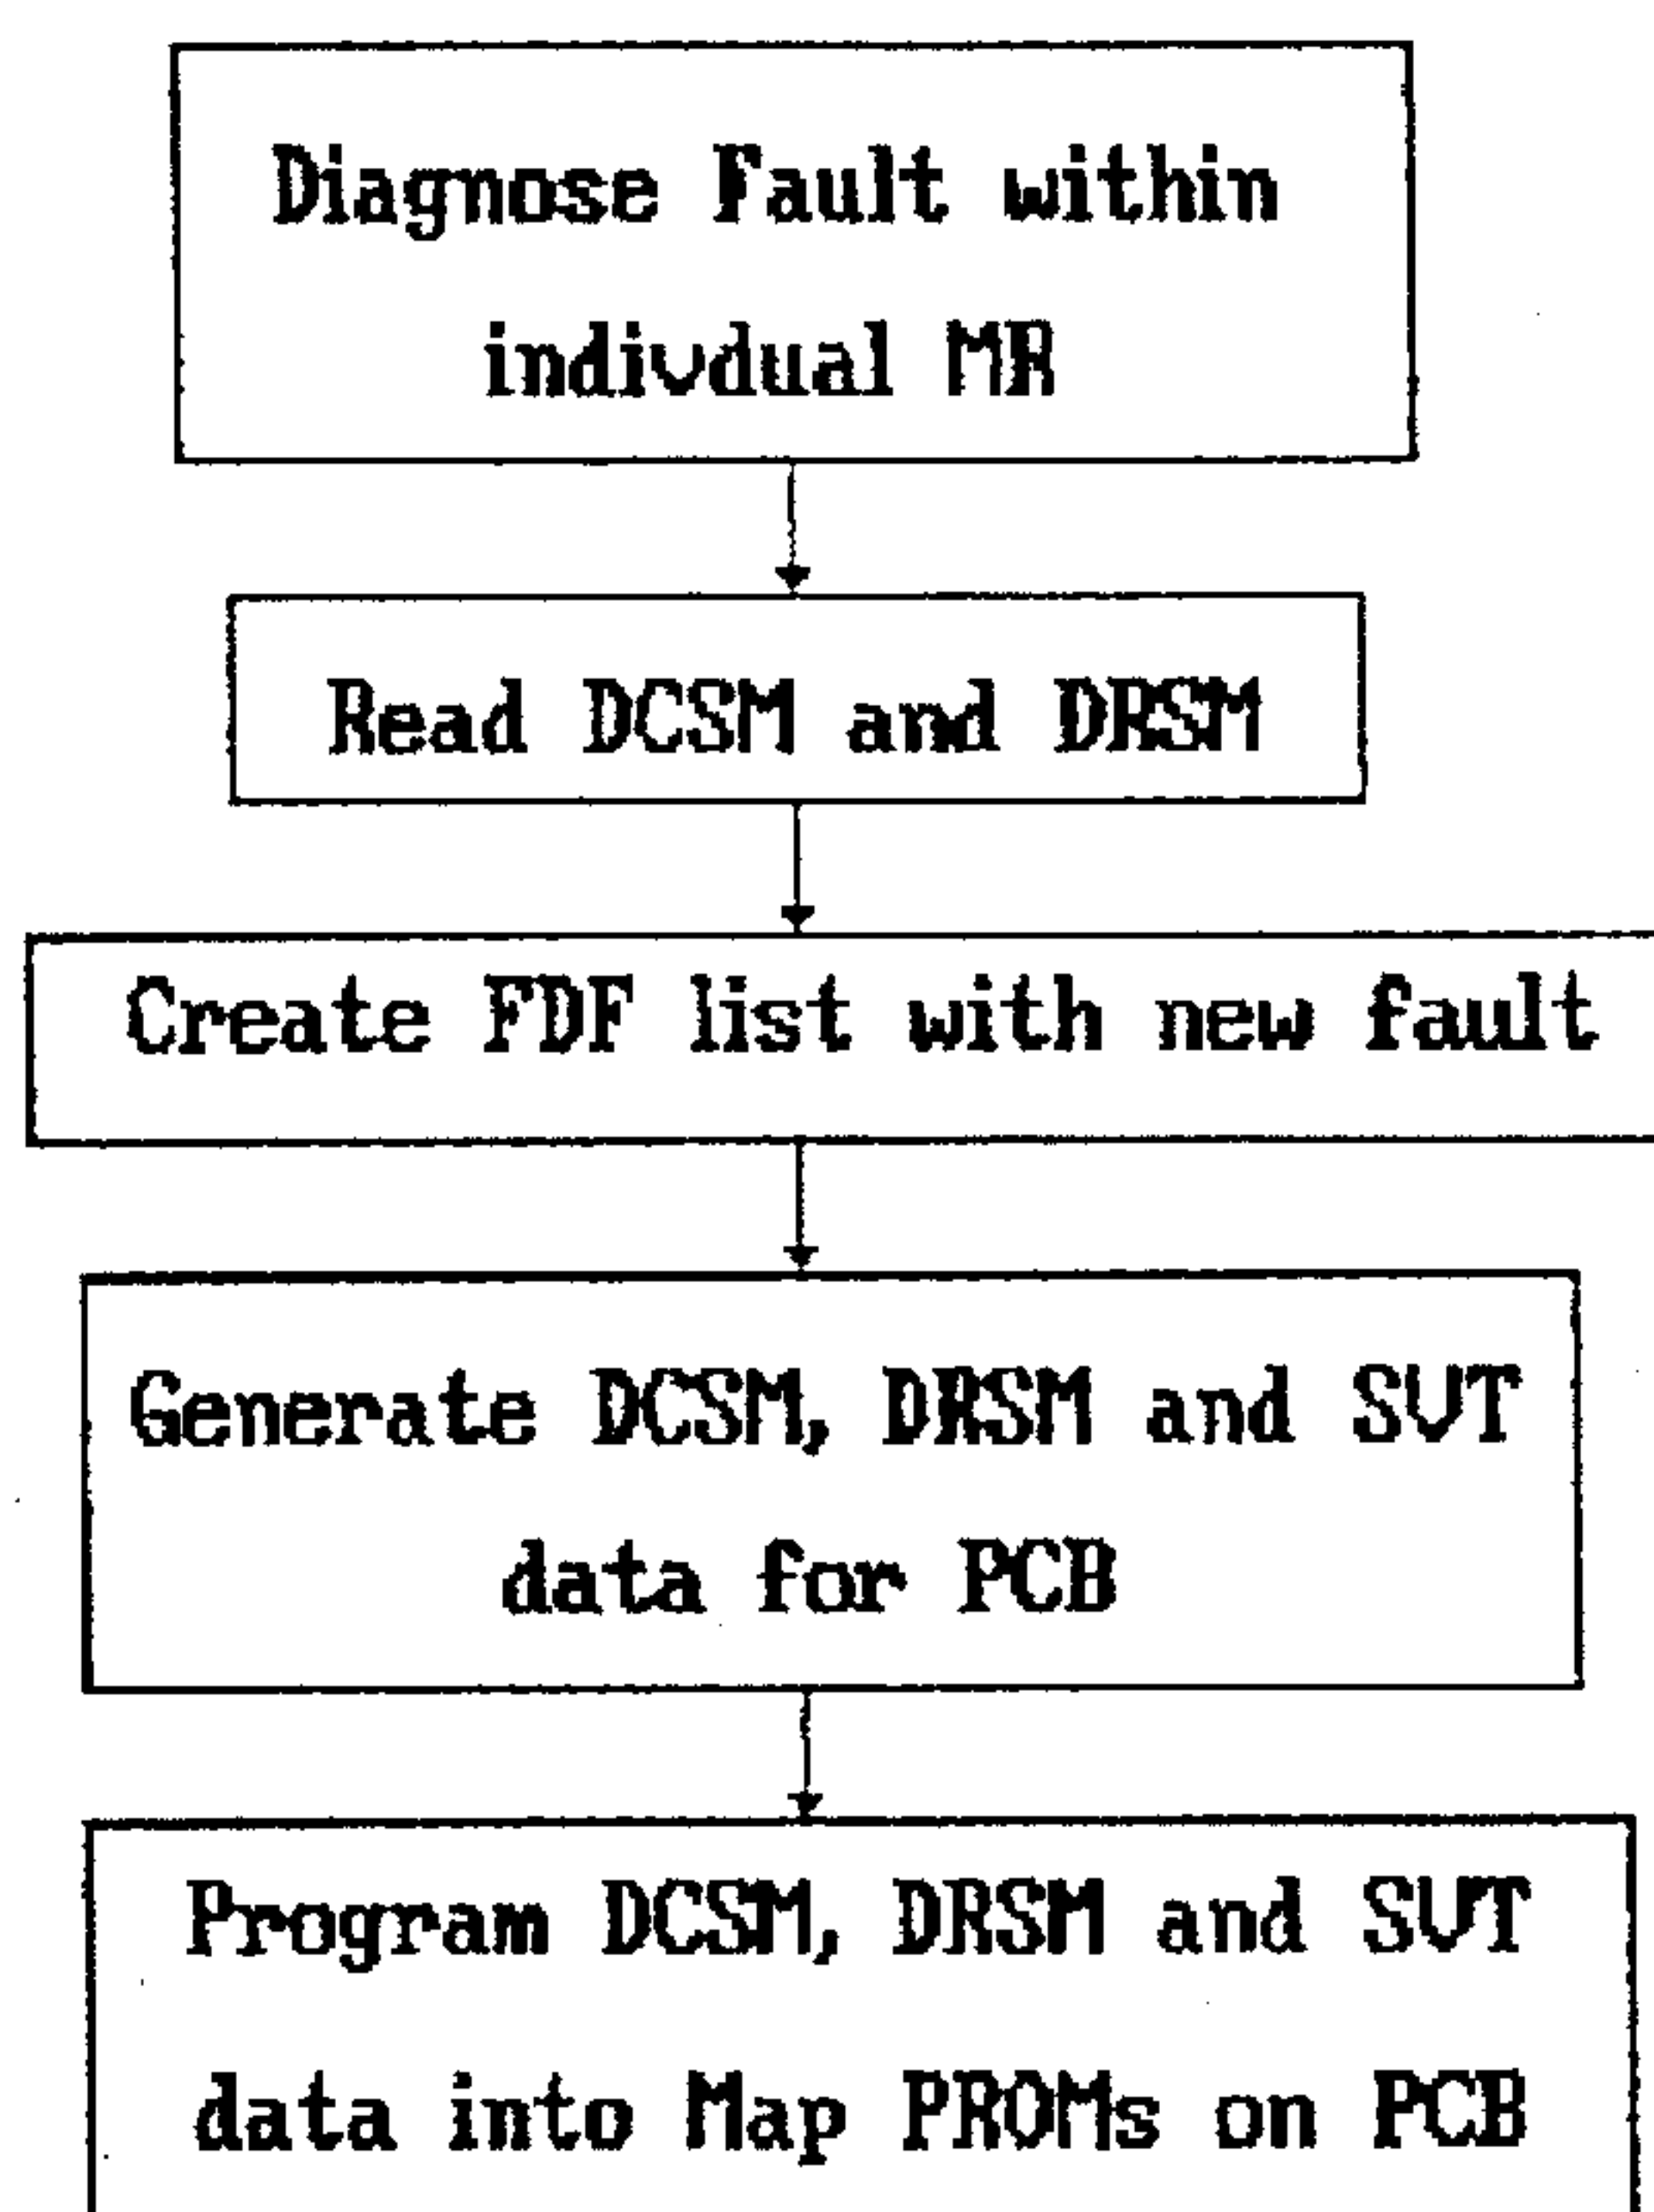 Diagnose Fault within
indivdual MR
Read DCSM and DRSM
Create FDF list with new fault
Generate DCSM, DRSM and SVT
data for PCB
Program DCSM, DRSM and SVT
data into Map PROMs on PCB